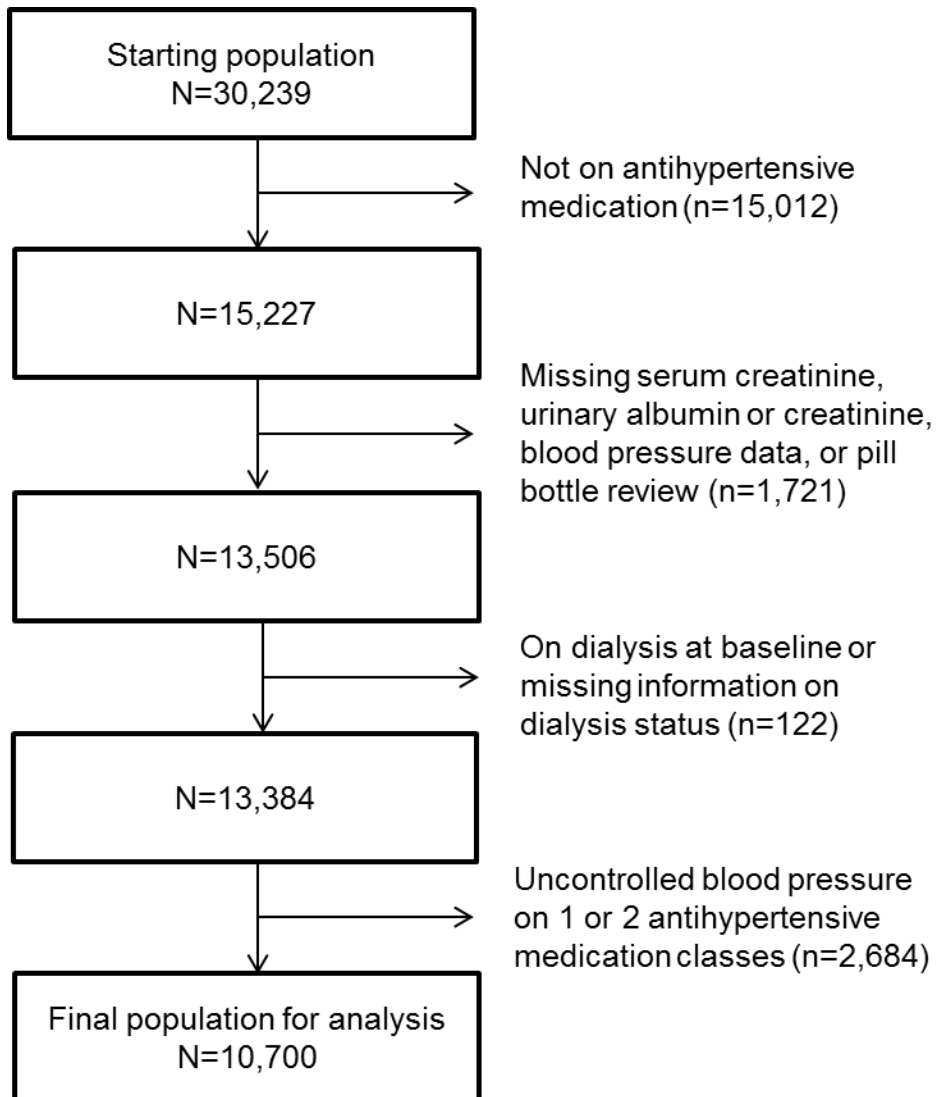 Starting population
N=30,239
Not on antihypertensive
medication (n=15,012)
N=15,227
Missing serum creatinine,
urinary albumin or creatinine,
blood pressure data, or pill
bottle review (n=1,721)
N=13,506
On dialysis at baseline or
missing information on
dialysis status (n=122)
N=13,384
Uncontrolled blood pressure
on 1 or 2 antihypertensive
medication classes (n=2,684)
Final population for analysis
N=10,700